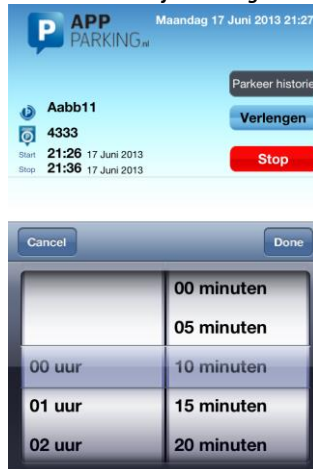 APP Maandag 17 Juni 2013 21:27
PARKING.nl
Parkeer historie
Aabb11
Verlengen
4333
Start 21:26 17 Juni 2013
Stop 21:36 17 Juni 2013
Stop
Cancel Done
00 minuten
05 minuten
00 uur 10 minuten
01 uur 15 minuten
02 uur 20 minuten